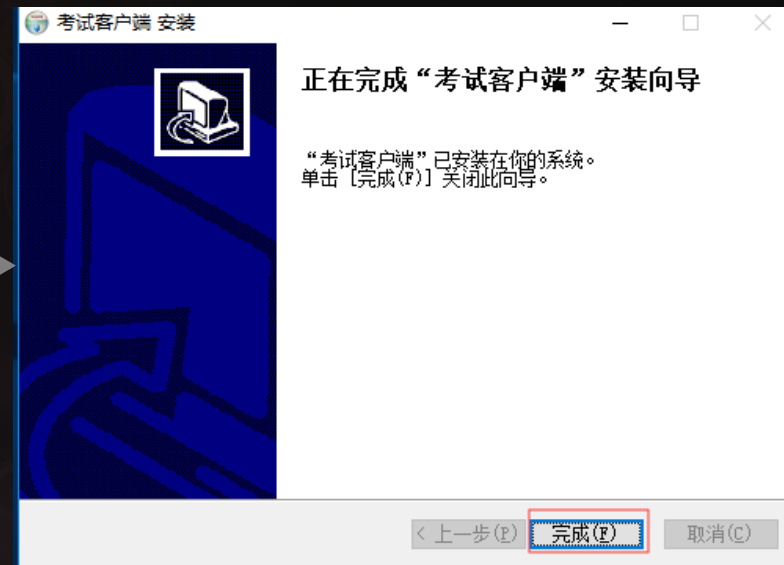 考试客户端 安装
正在完成“考试客户端”安装向导
“考试客户端”已安装在你的系统。
单击 [完成(F)] 关闭此向导。
< 上一步(P)
完成(F)
取消(C)